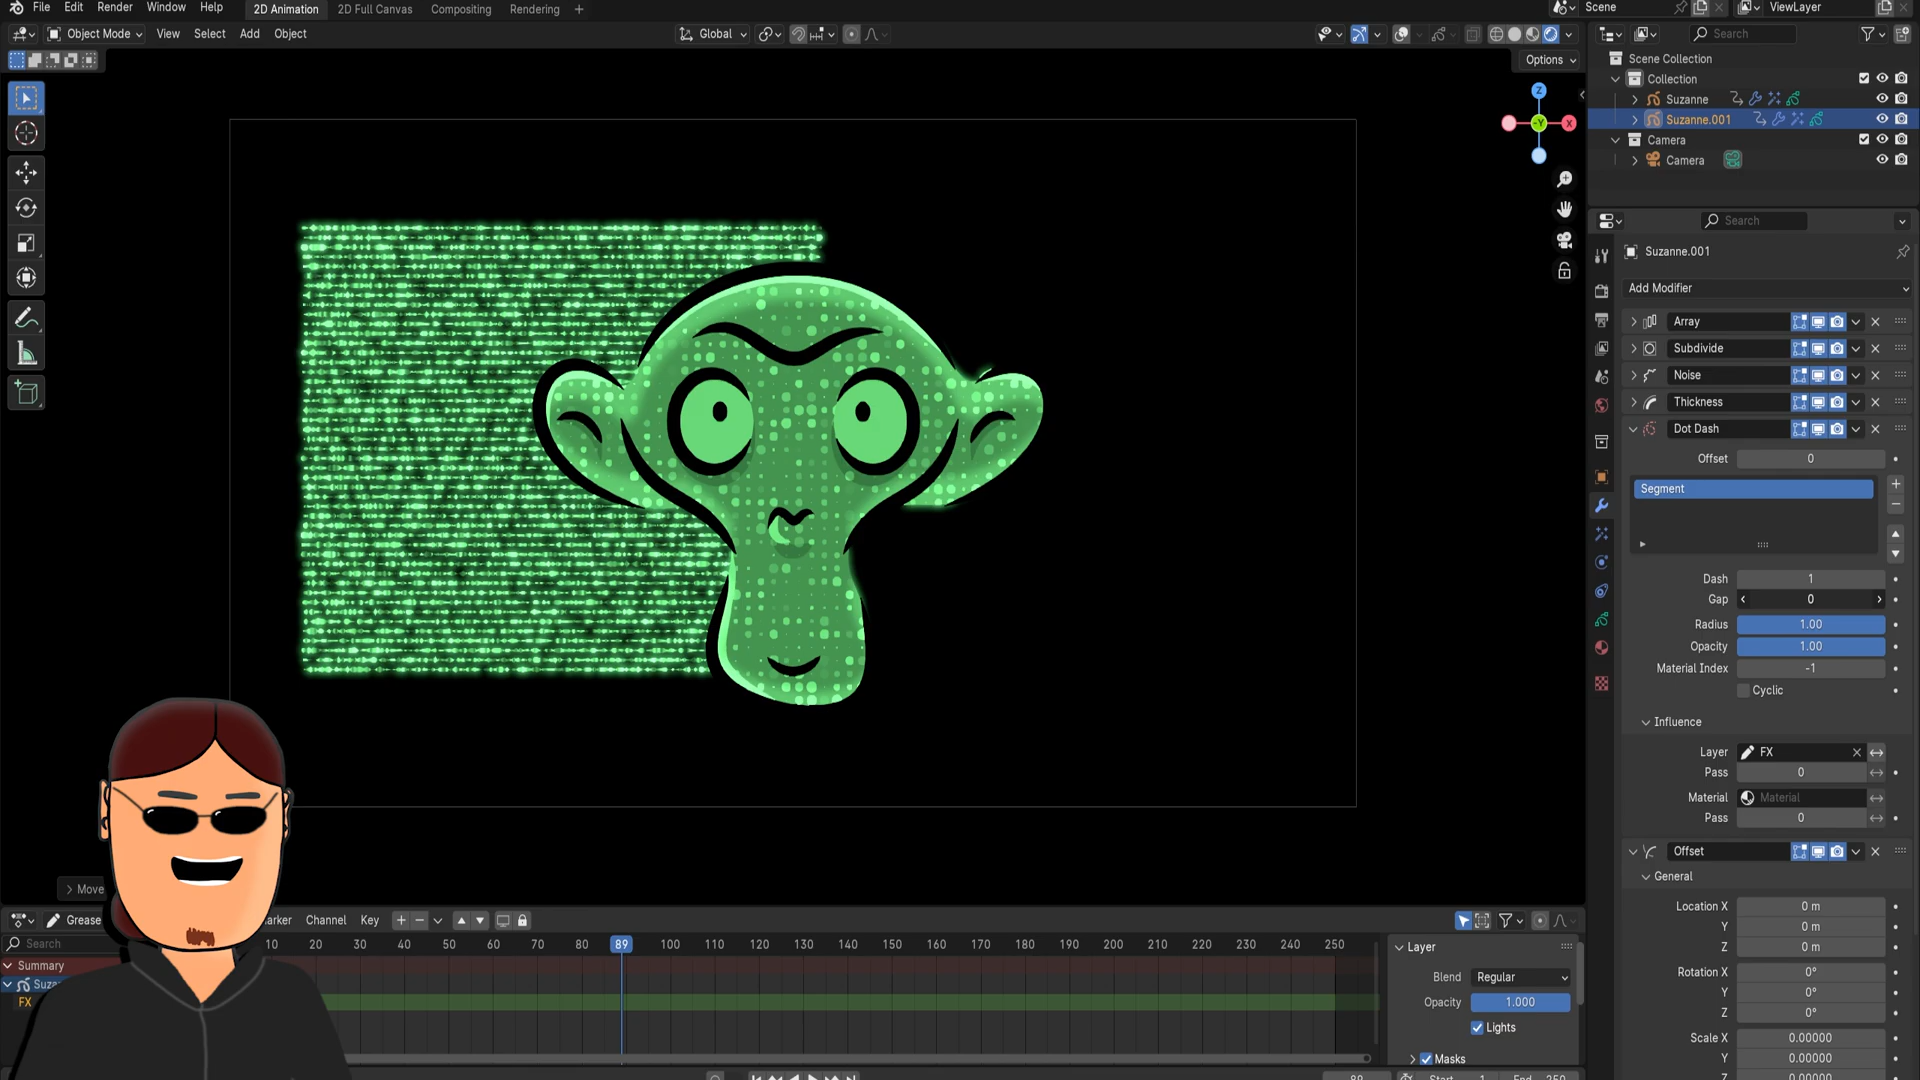 File Edit Render Window Help 2D Animation 2D Full Canvas Compositing Rendering + Scene ViewLayer
Object Mode View Select Add Object Global Search
Options
Scene Collection
Collection
Suzanne
Suzanne.001
Camera
Camera
Search
Suzanne.001
Add Modifier
Array
Subdivide
Noise
Thickness
Dot Dash
Offset 0
Segment
Dash 1
Gap 0
Radius 1.00
Opacity 1.00
Material Index -1
Cyclic
Influence
Layer FX
Pass 0
Material Material
Pass 0
Offset
General
Location X 0 m
Y 0 m
Z 0 m
Rotation X 0°
Y 0°
Z 0°
Scale X 0.00000
Y 0.00000
Z X -Y
Move
Grease arker Channel Key
Search 10 20 30 40 50 60 70 80 89 100 110 120 130 140 150 160 170 180 190 200 210 220 230 240 250
Summary
Suza
FX
Layer
Blend Regular
Opacity 1.000
Lights
Masks
89 Start 1 End 250